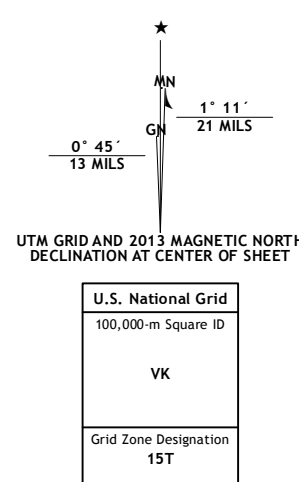 MN
1° 11´
21 MILS
GN
0° 45´
13 MILS
UTM GRID AND 2013 MAGNETIC NORTH
DECLINATION AT CENTER OF SHEET
U.S. National Grid
100,000-m Square ID
VK
Grid Zone Designation
15T